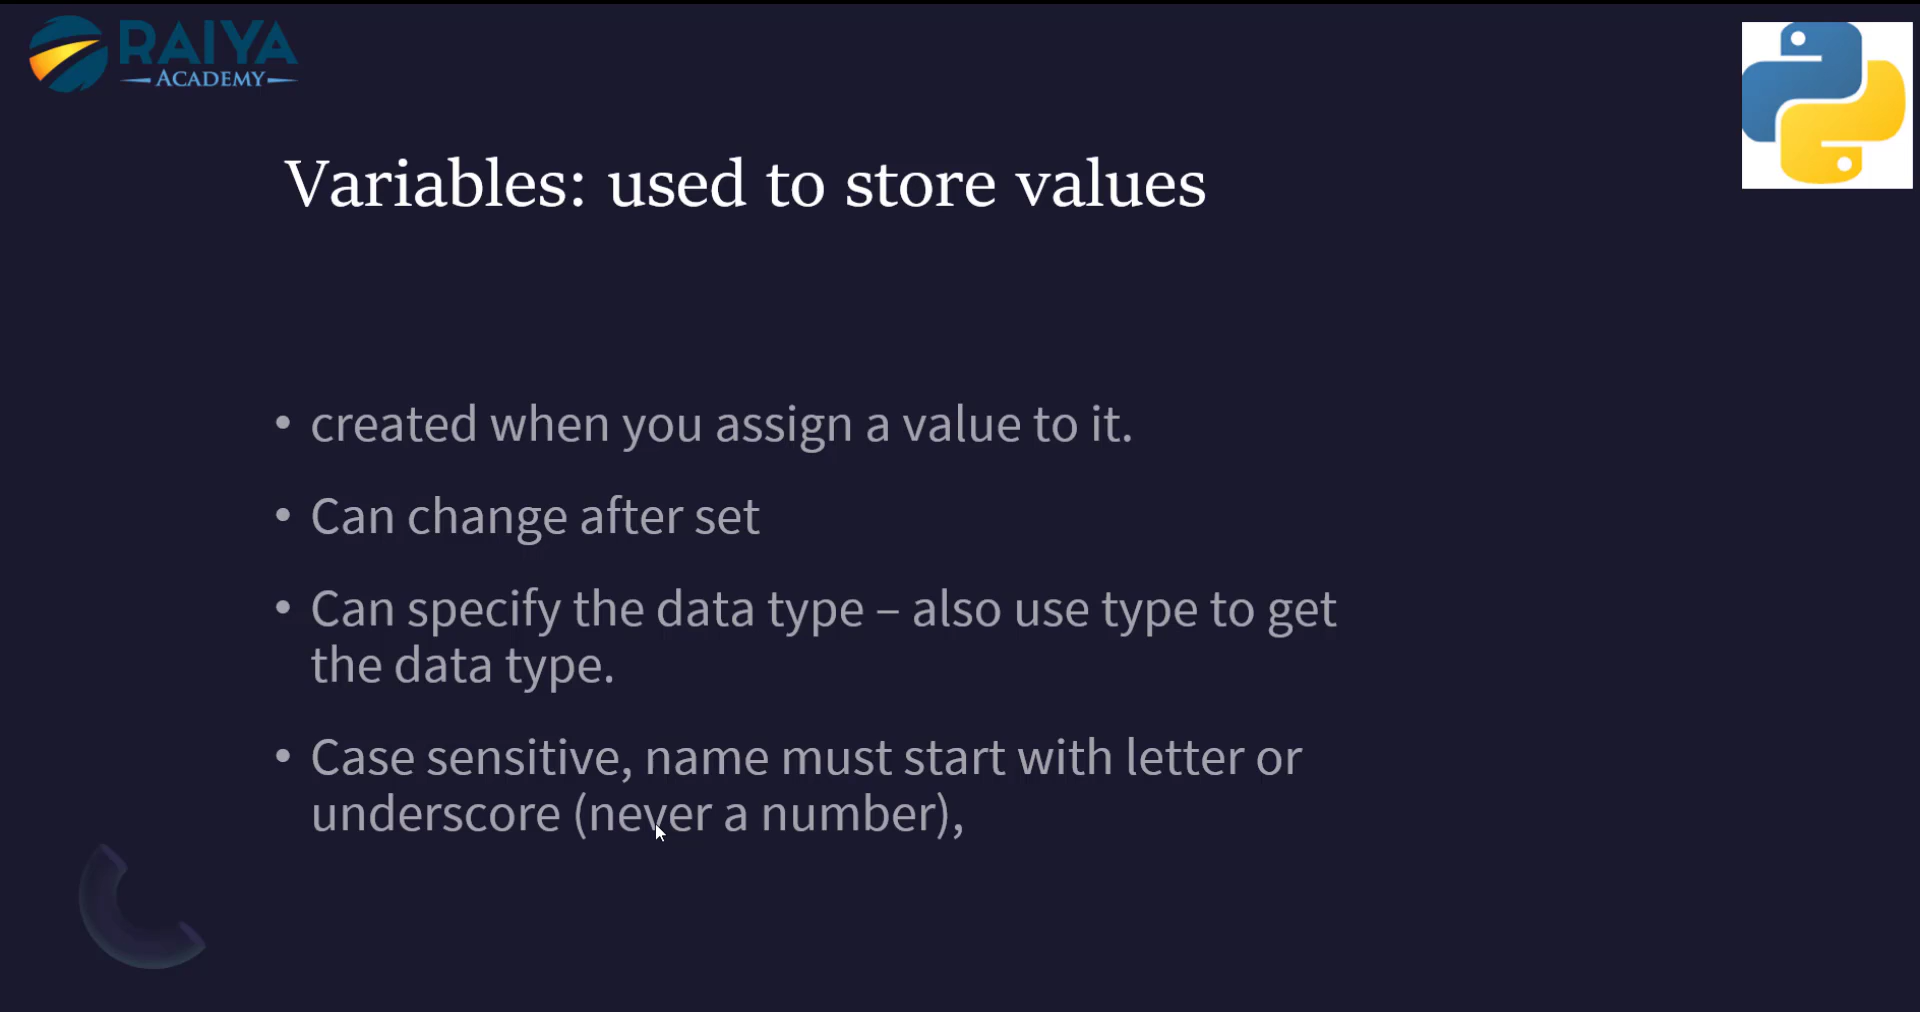 RAIYA
ACADEMY
Variables: used to store values
• created when you assign a value to it.
• Can change after set
• Can specify the data type – also use type to get
the data type.
• Case sensitive, name must start with letter or
underscore (never a number),